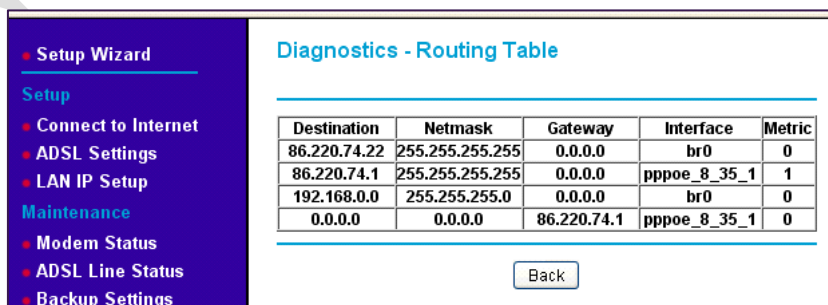 Setup Wizard
Setup
Connect to Internet
ADSL Settings
LAN IP Setup
Maintenance
Modem Status
ADSL Line Status
Backup Settings
Diagnostics - Routing Table
Destination Netmask Gateway Interface Metric
86.220.74.22 255.255.255.255 0.0.0.0 br0 0
86.220.74.1 255.255.255.255 0.0.0.0 pppoe_8_35_1 1
192.168.0.0 255.255.255.0 0.0.0.0 br0 0
0.0.0.0 0.0.0.0 86.220.74.1 pppoe_8_35_1 0
Back